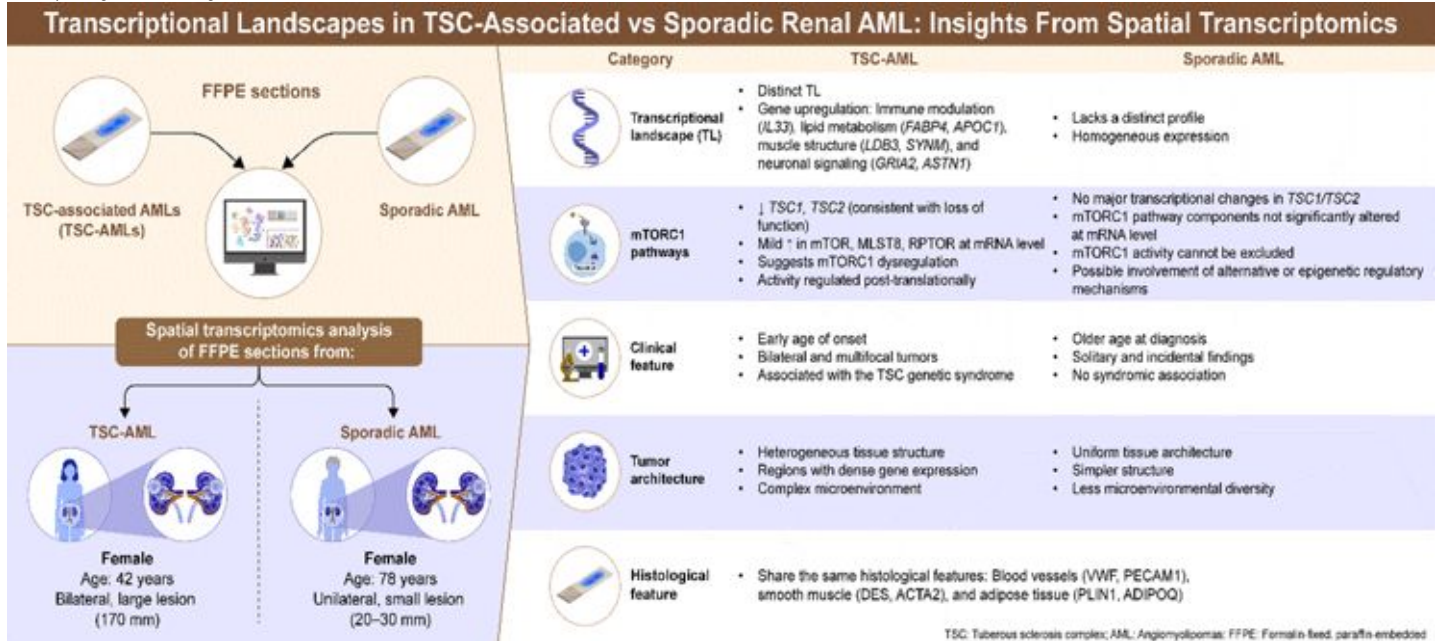 Transcriptional Landscapes in TSC-Associated vs Sporadic Renal AML: Insights From Spatial Transcriptomics
FFPE sections
TSC-associated AMLs
(TSC-AMLs)
Sporadic AML
Spatial transcriptomics analysis
of FFPE sections from:
TSC-AML
Female
Age: 42 years
Bilateral, large lesion
(170 mm)
Sporadic AML
Female
Age: 78 years
Unilateral, small lesion
(20–30 mm)
Category
TSC-AML
Sporadic AML
Transcriptional
landscape (TL)
• Distinct TL
• Gene upregulation: Immune modulation
(IL33), lipid metabolism (FABP4, APOC1),
muscle structure (LDB3, SYNM), and
neuronal signaling (GRIA2, ASTN1)
• Lacks a distinct profile
• Homogeneous expression
mTORC1
pathways
• ↓ TSC1, TSC2 (consistent with loss of
function)
• Mild ↑ in mTOR, MLST8, RPTOR at mRNA level
• Suggests mTORC1 dysregulation
• Activity regulated post-translationally
• No major transcriptional changes in TSC1/TSC2
• mTORC1 pathway components not significantly altered
at mRNA level
• mTORC1 activity cannot be excluded
• Possible involvement of alternative or epigenetic regulatory
mechanisms
Clinical
feature
• Early age of onset
• Bilateral and multifocal tumors
• Associated with the TSC genetic syndrome
• Older age at diagnosis
• Solitary and incidental findings
• No syndromic association
Tumor
architecture
• Heterogeneous tissue structure
• Regions with dense gene expression
• Complex microenvironment
• Uniform tissue architecture
• Simpler structure
• Less microenvironmental diversity
Histological
feature
• Share the same histological features: Blood vessels (VWF, PECAM1),
smooth muscle (DES, ACTA2), and adipose tissue (PLIN1, ADIPOQ)
TSC: Tuberous sclerosis complex; AML: Angiomyolipomas; FFPE: Formalin-fixed, paraffin-embedded